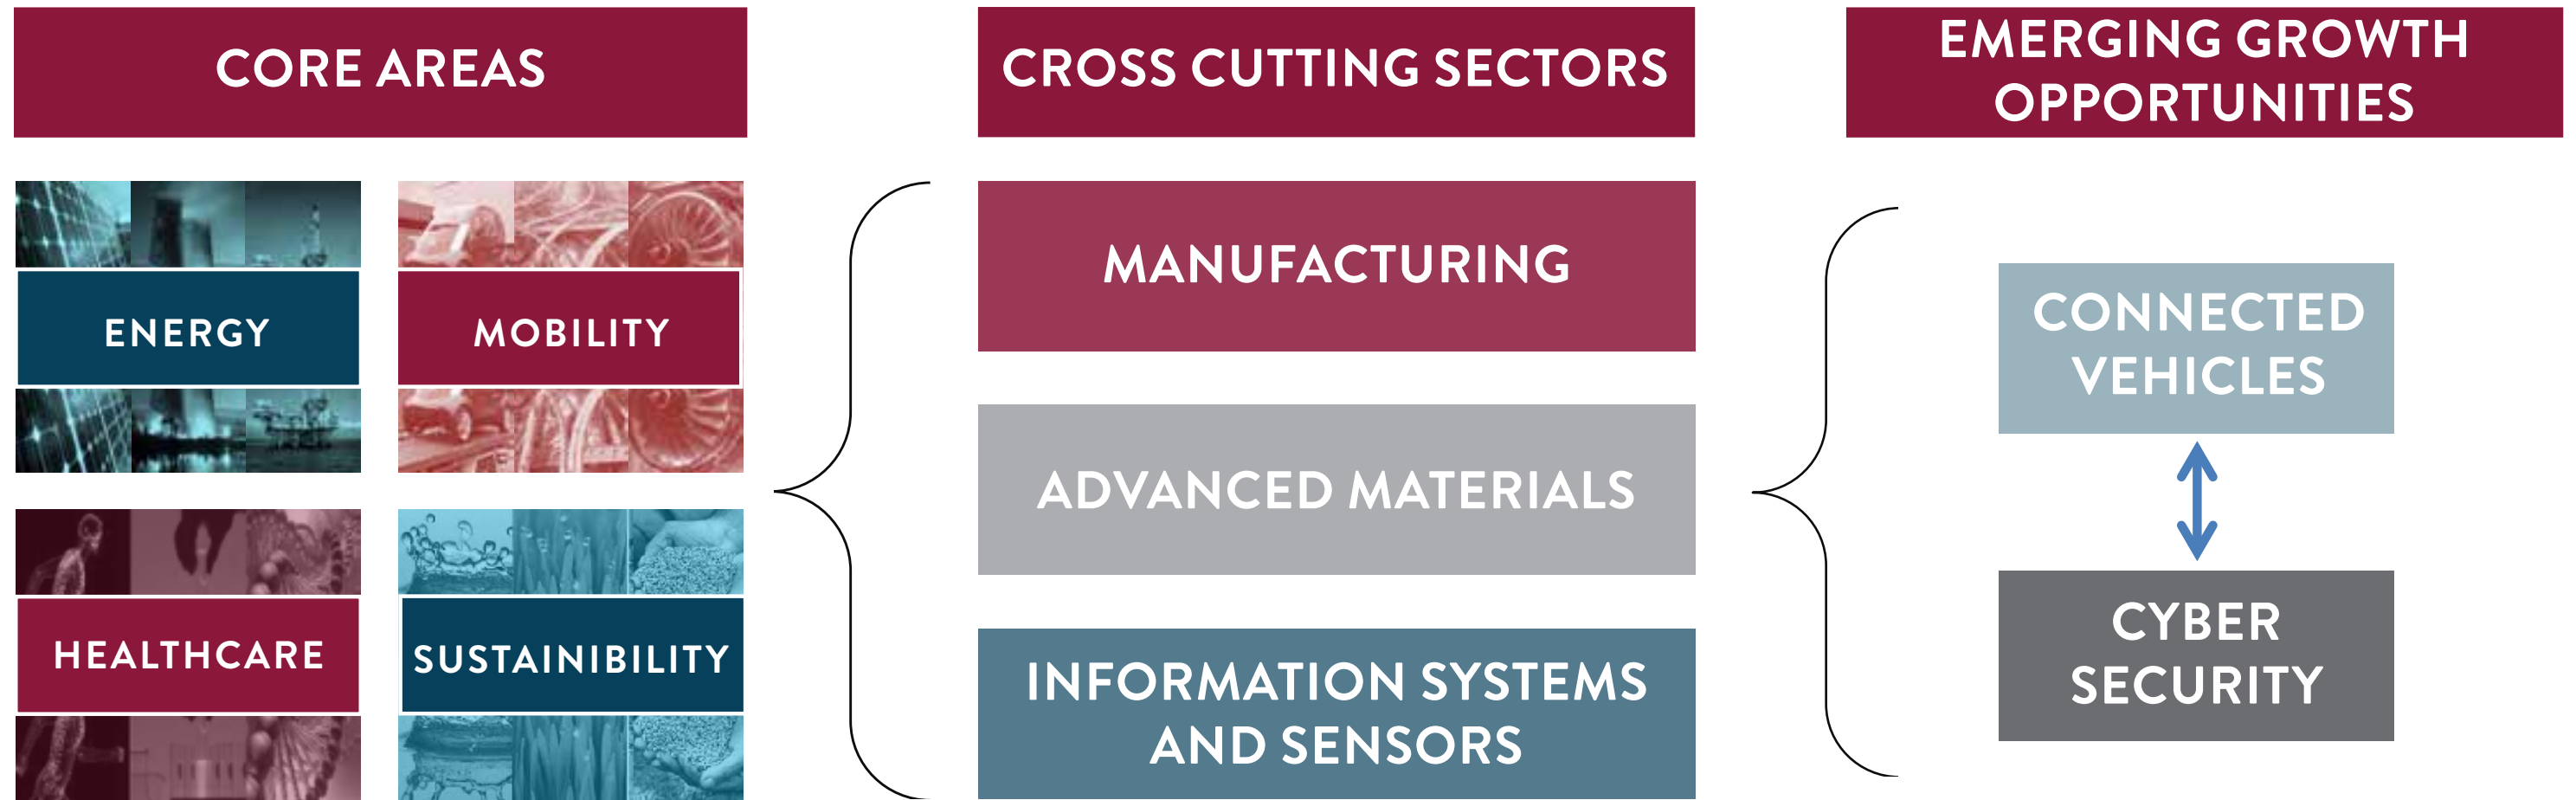 CORE AREAS
ENERGY
MOBILITY
HEALTHCARE
SUSTAINIBILITY
CROSS CUTTING SECTORS
MANUFACTURING
ADVANCED MATERIALS
INFORMATION SYSTEMS
AND SENSORS
EMERGING GROWTH
OPPORTUNITIES
CONNECTED
VEHICLES
CYBER
SECURITY